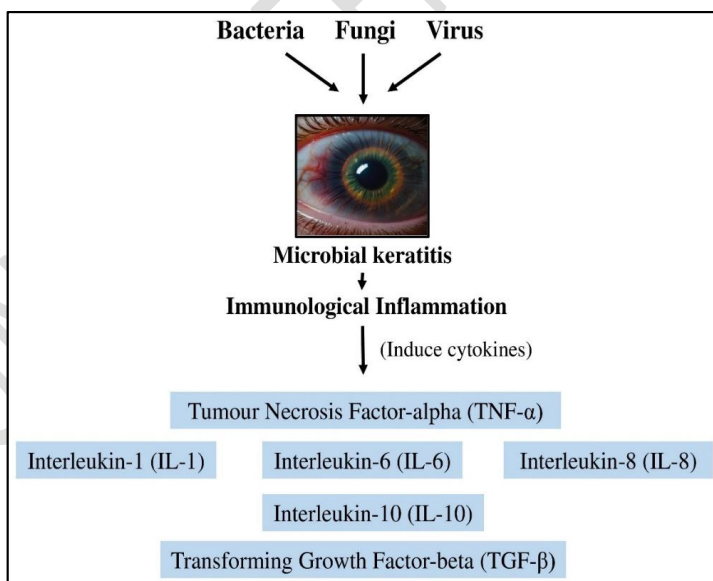 Bacteria Fungi Virus
Microbial keratitis
Immunological Inflammation
(Induce cytokines)
Tumour Necrosis Factor-alpha (TNF-α)
Interleukin-1 (IL-1) Interleukin-6 (IL-6) Interleukin-8 (IL-8)
Interleukin-10 (IL-10)
Transforming Growth Factor-beta (TGF-β)